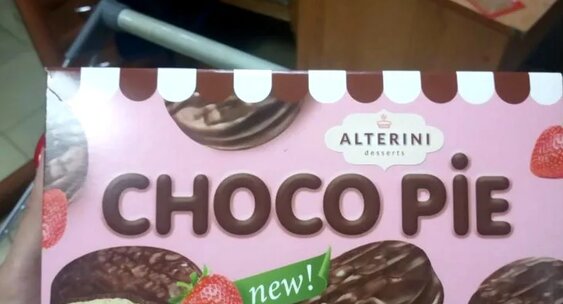 ALTERINI
desserts
CHOCO PiE
new!